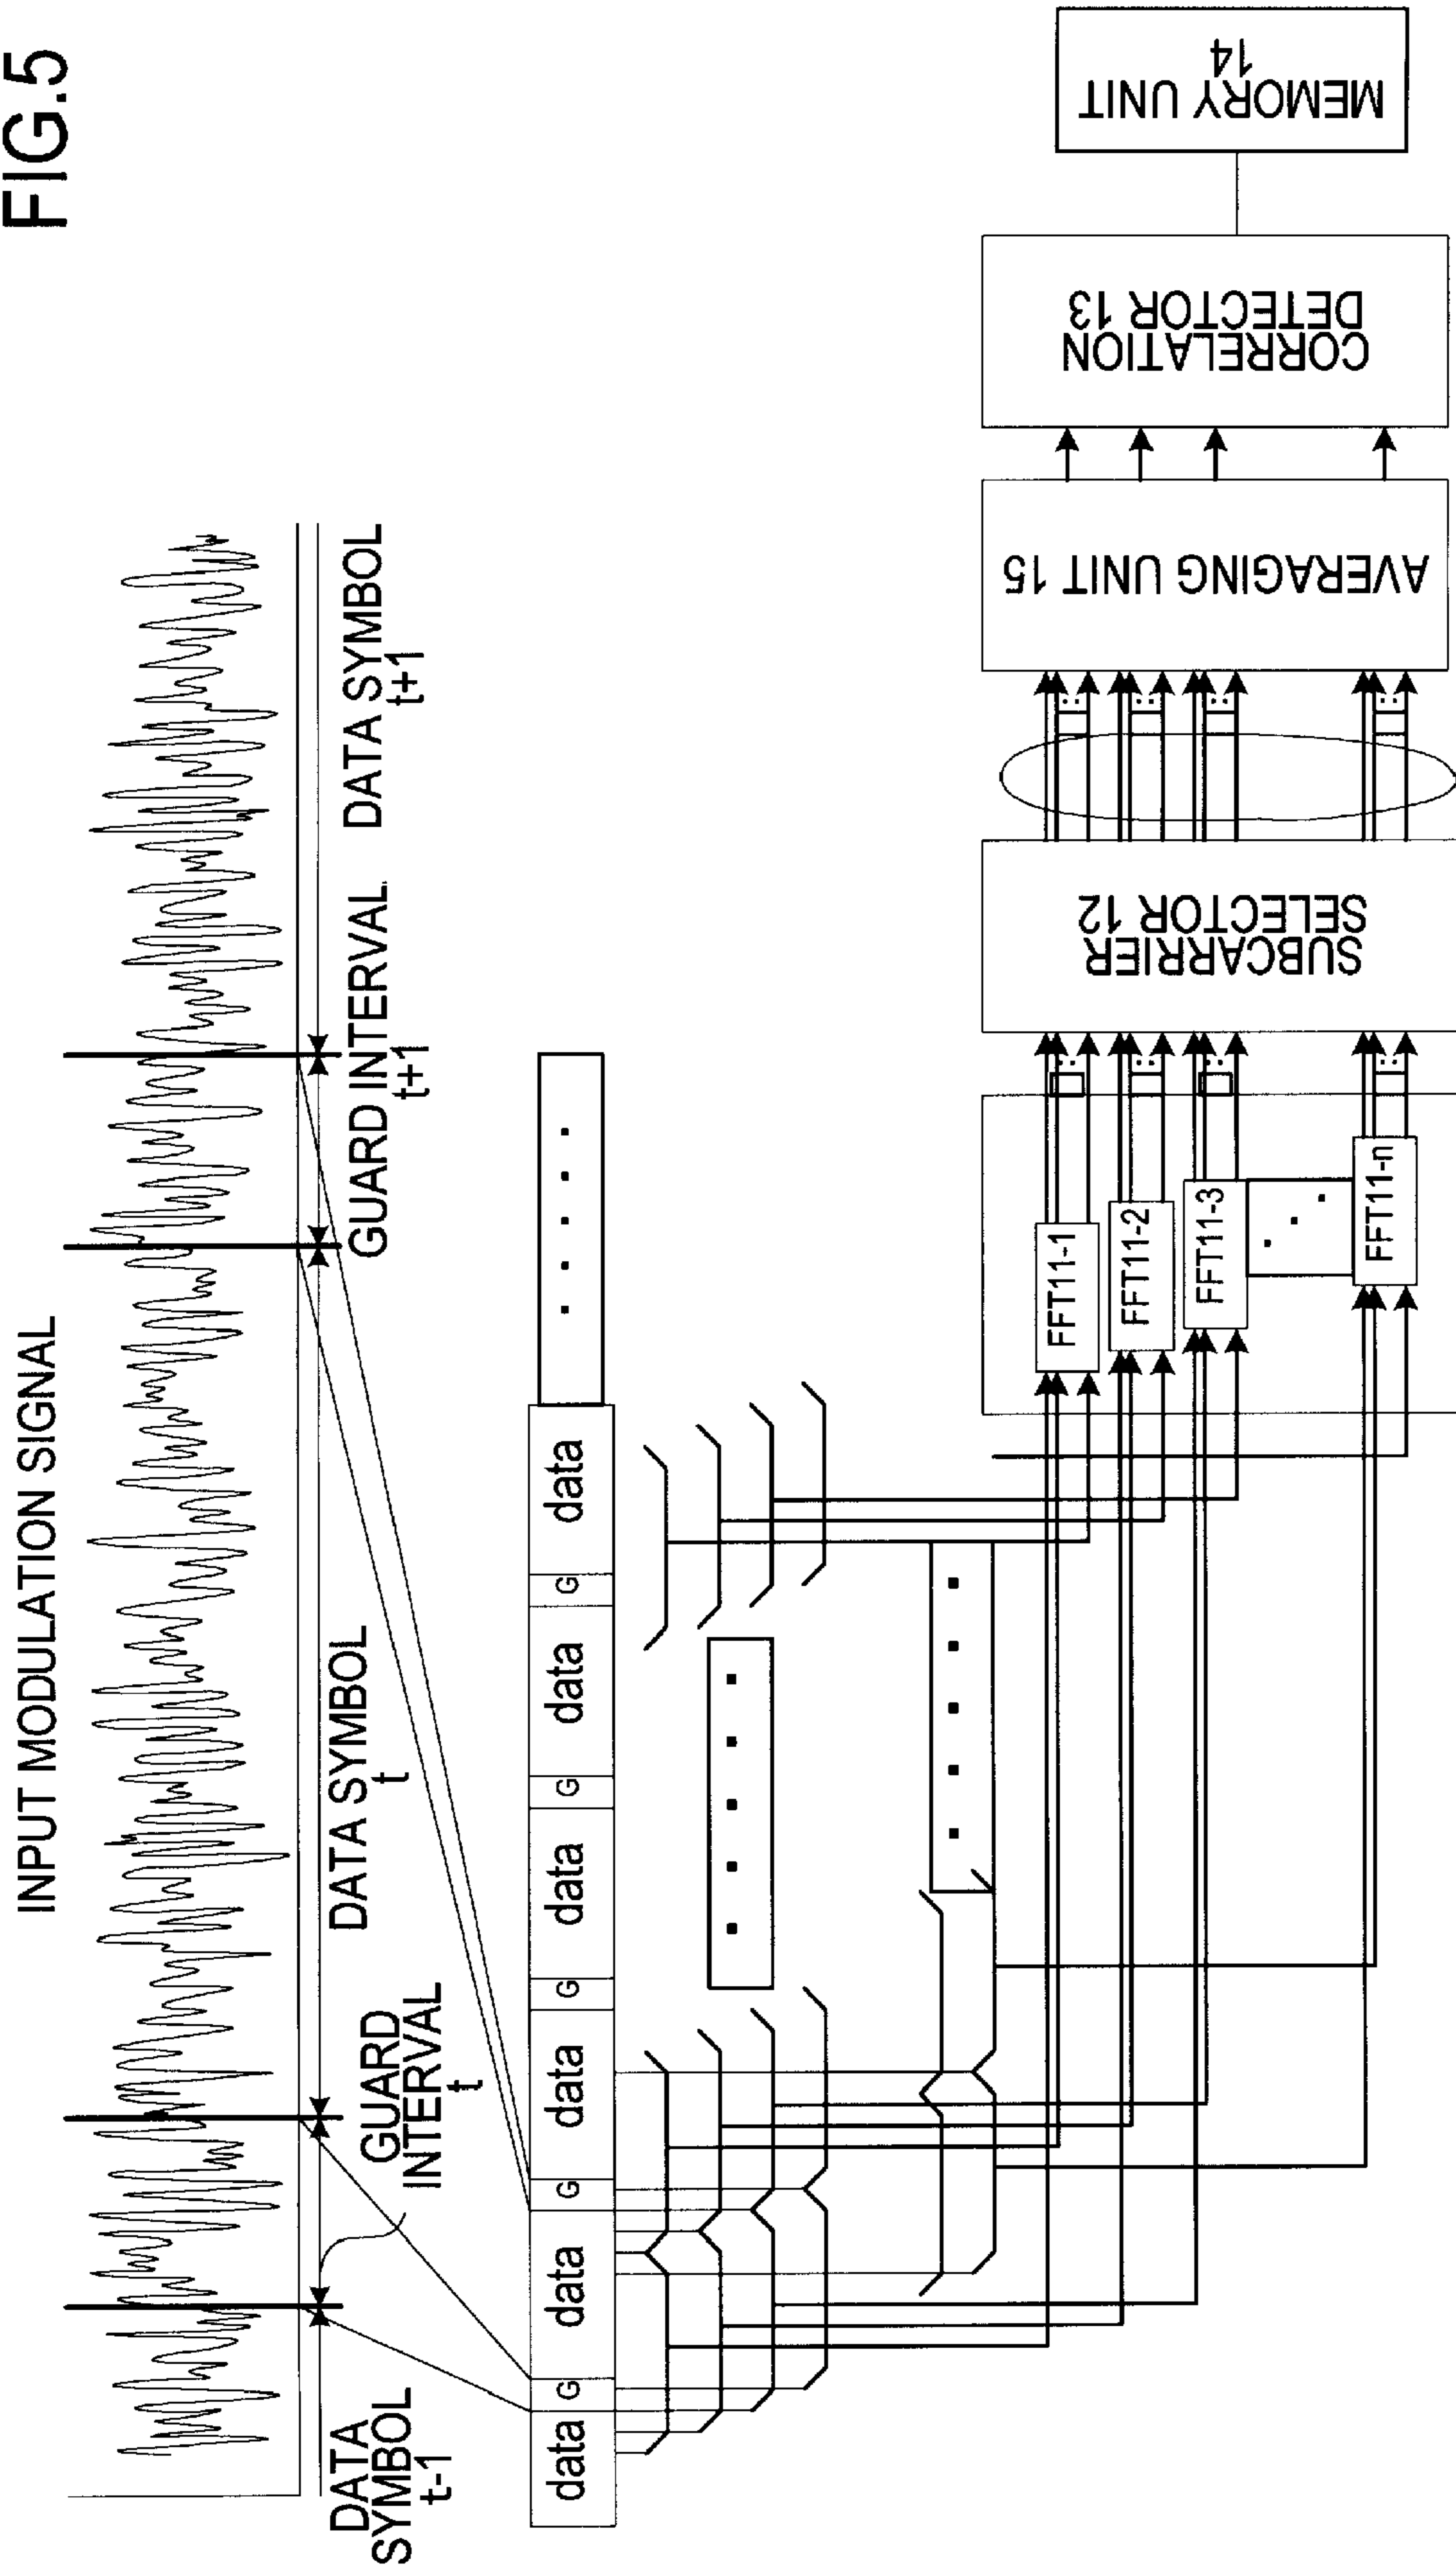 FIG.5
INPUT MODULATION SIGNAL
DATA
SYMBOL
t-1
GUARD
INTERVAL
t
DATA SYMBOL
t
GUARD INTERVAL
t+1
DATA SYMBOL
t+1
data G data G data G data G data G data
FFT11-1
FFT11-2
FFT11-3
FFT11-n
SUBCARRIER
SELECTOR 12
AVERAGING UNIT 15
CORRELATION
DETECTOR 13
MEMORY UNIT
14